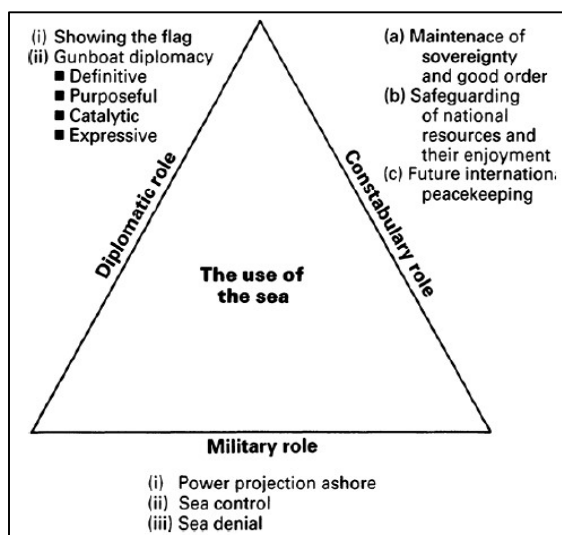 (i) Showing the flag
(ii) Gunboat diplomacy
■ Definitive
■ Purposeful
■ Catalytic
■ Expressive
(a) Maintenace of
sovereignty
and good order
(b) Safeguarding
of national
resources and
their enjoyment
(c) Future internationa
peacekeeping
Diplomatic role
Constabulary role
The use of
the sea
Military role
(i) Power projection ashore
(ii) Sea control
(iii) Sea denial